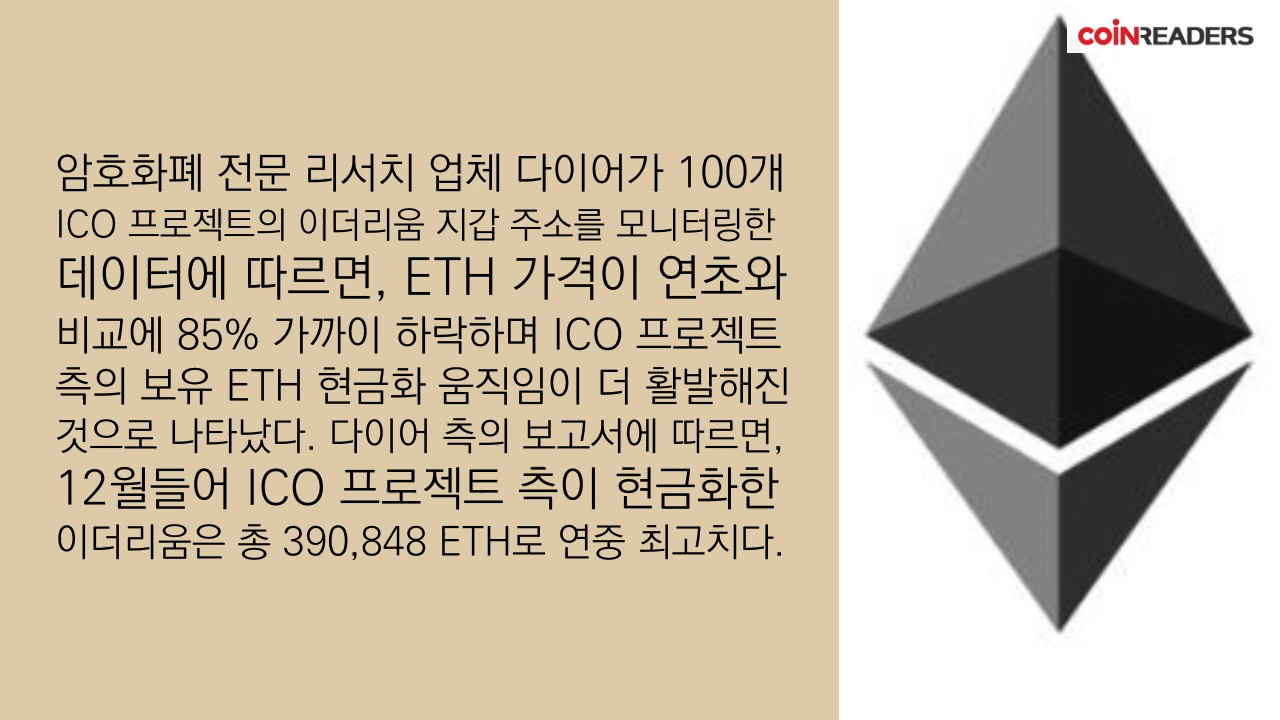 COINREADERS
암호화폐 전문 리서치 업체 다이어가 100개
ICO 프로젝트의 이더리움 지갑 주소를 모니터링한
데이터에 따르면, ETH 가격이 연초와
비교에 85% 가까이 하락하며 ICO 프로젝트
측의 보유 ETH 현금화 움직임이 더 활발해진
것으로 나타났다. 다이어 측의 보고서에 따르면,
12월들어 ICO 프로젝트 측이 현금화한
이더리움은 총 390,848 ETH로 연중 최고치다.